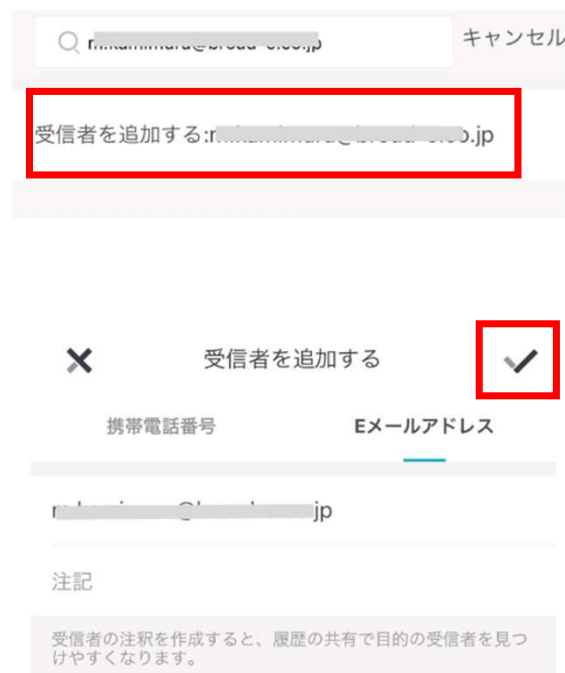 キャンセル
受信者を追加する:
.jp
受信者を追加する
携帯電話番号
Eメールアドレス
jp
注記
受信者の注釈を作成すると、履歴の共有で目的の受信者を見つ
けやすくなります。